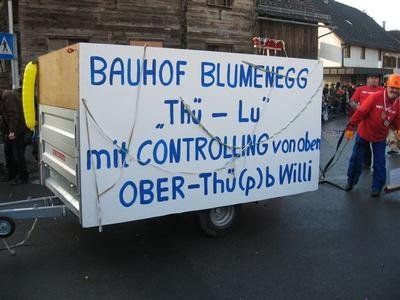 BAUHOF BLUMENEGG
„Thü - Lu"
mit CONTROLLING von oben
OBER-Thü(p)b Willi